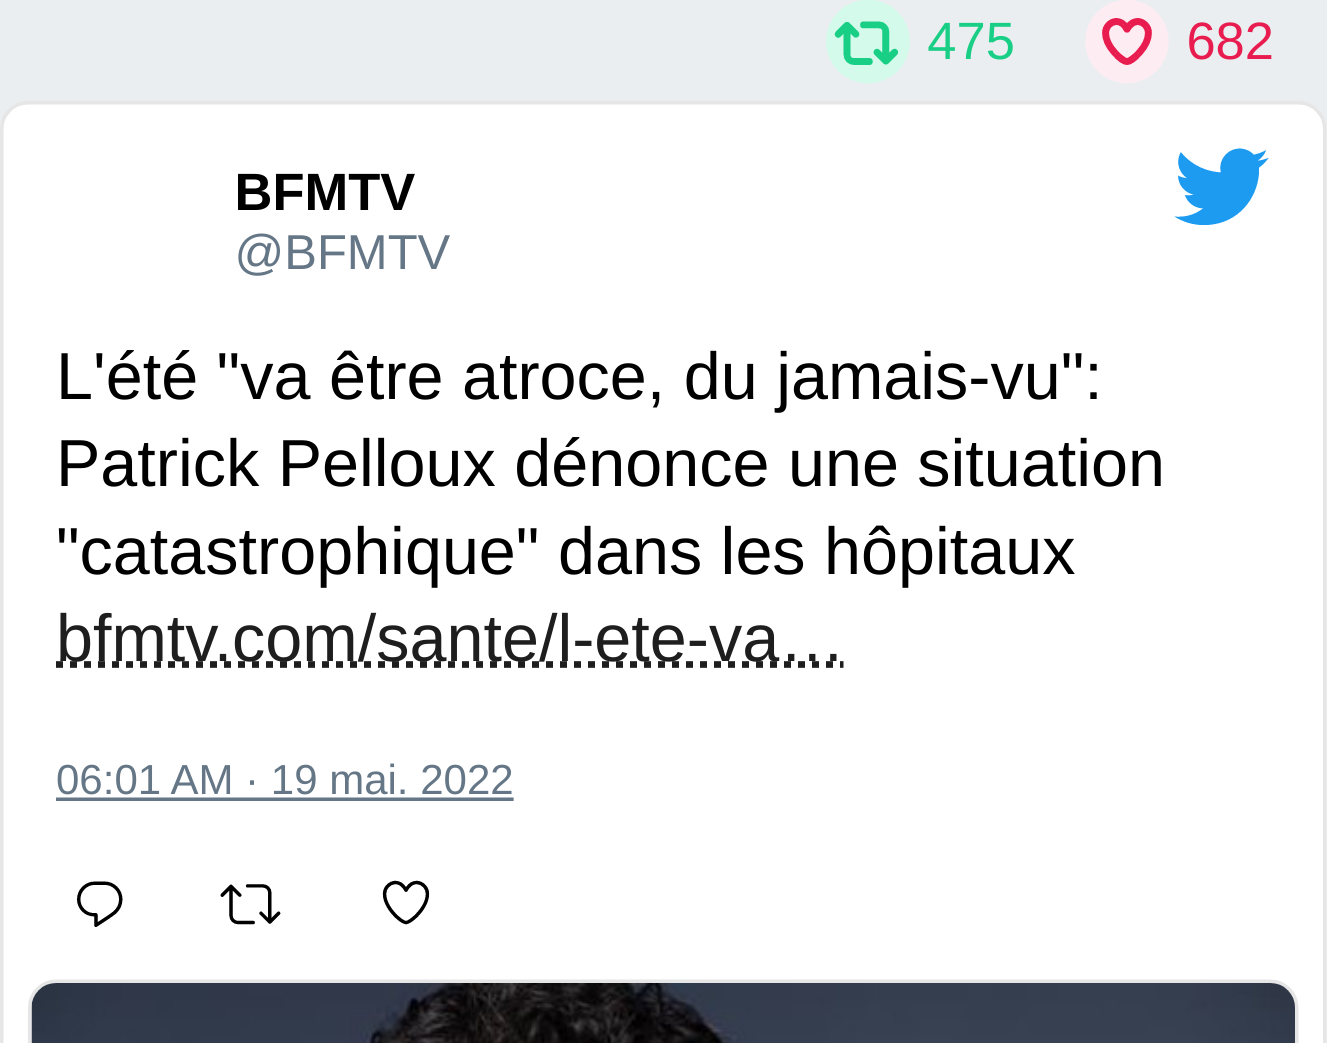 475 682
BFMTV
@BFMTV
L'été "va être atroce, du jamais-vu":
Patrick Pelloux dénonce une situation
"catastrophique" dans les hôpitaux
bfmtv.com/sante/l-ete-va…
06:01 AM · 19 mai. 2022